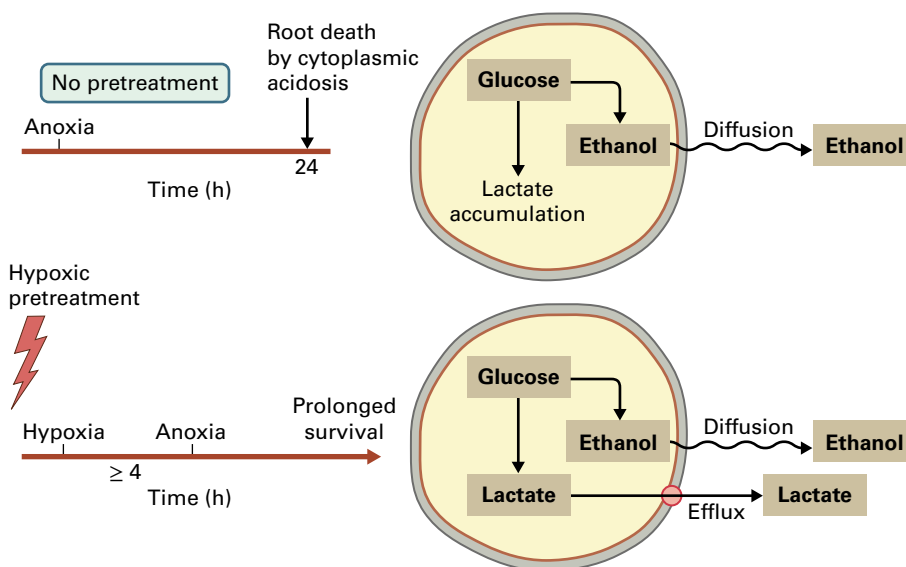 Root death
by cytoplasmic
acidosis
No pretreatment
Anoxia
24
Time (h)
Glucose
Ethanol
Diffusion
Ethanol
Lactate
accumulation
Hypoxic
pretreatment
Hypoxia
Anoxia
Prolonged
survival
≥ 4
Time (h)
Glucose
Ethanol
Diffusion
Ethanol
Lactate
Efflux
Lactate